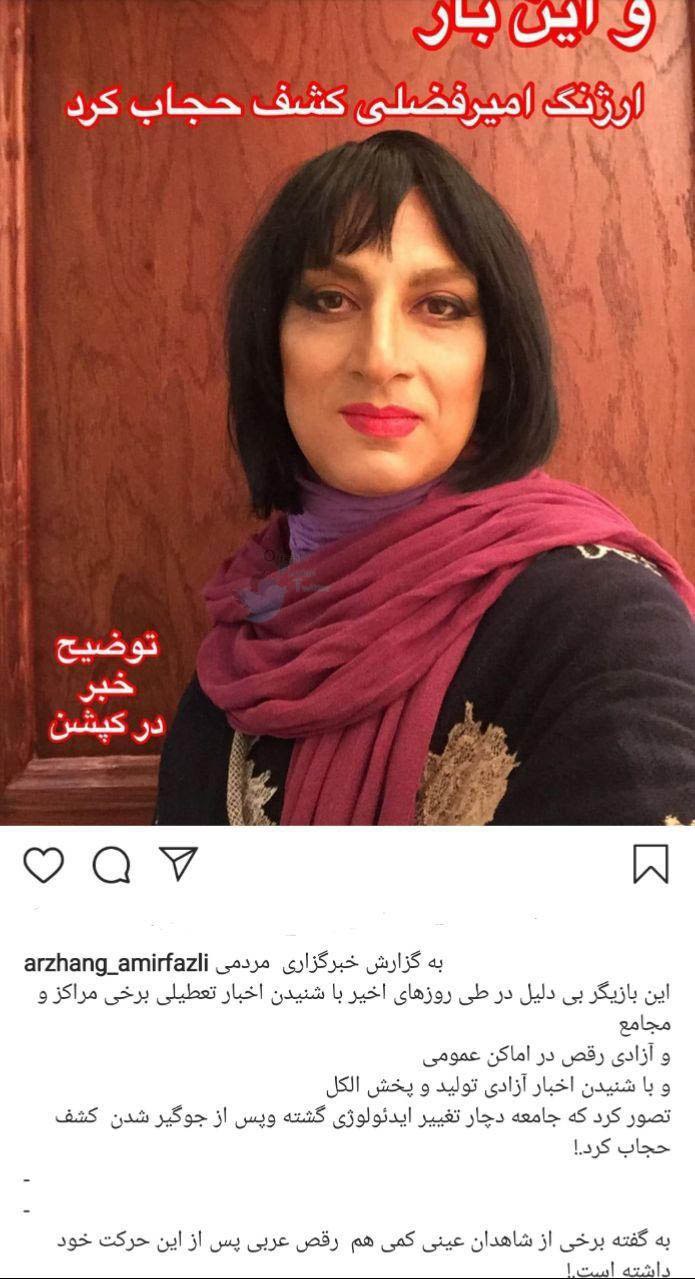 و این بار
ارژنگ امیرفضلی کشف حجاب کرد
توضیح
خبر
در کپشن
arzhang_amirfazli به گزارش خبرگزاری مردمی
این بازیگر بی دلیل در طی روزهای اخیر با شنیدن اخبار تعطیلی برخی مراکز و
مجامع
و آزادی رقص در اماکن عمومی
و با شنیدن اخبار آزادی تولید و پخش الکل
تصور کرد که جامعه دچار تغییر ایدئولوژی گشته وپس از جوگیر شدن کشف
حجاب کرد.!
-
-
به گفته برخی از شاهدان عینی کمی هم رقص عربی پس از این حرکت خود
داشته است.!